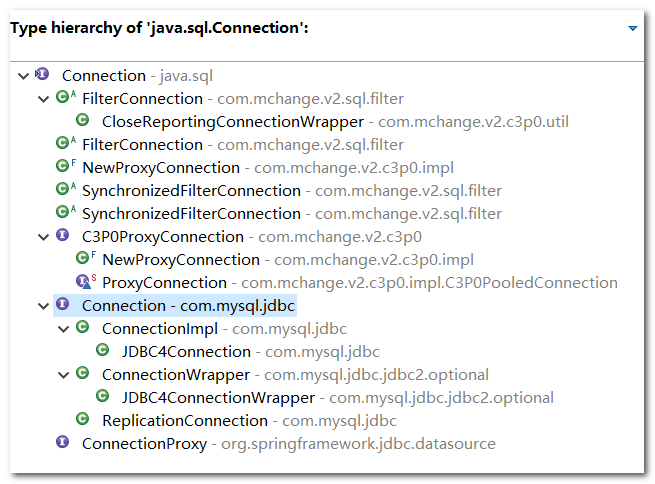 Type hierarchy of 'java.sql.Connection':
Connection - java.sql
FilterConnection - com.mchange.v2.sql.filter
CloseReportingConnectionWrapper - com.mchange.v2.c3p0.util
FilterConnection - com.mchange.v2.sql.filter
NewProxyConnection - com.mchange.v2.c3p0.impl
SynchronizedFilterConnection - com.mchange.v2.sql.filter
SynchronizedFilterConnection - com.mchange.v2.sql.filter
C3P0ProxyConnection - com.mchange.v2.c3p0
NewProxyConnection - com.mchange.v2.c3p0.impl
ProxyConnection - com.mchange.v2.c3p0.impl.C3P0PooledConnection
Connection - com.mysql.jdbc
ConnectionImpl - com.mysql.jdbc
JDBC4Connection - com.mysql.jdbc
ConnectionWrapper - com.mysql.jdbc.jdbc2.optional
JDBC4ConnectionWrapper - com.mysql.jdbc.jdbc2.optional
ReplicationConnection - com.mysql.jdbc
ConnectionProxy - org.springframework.jdbc.datasource